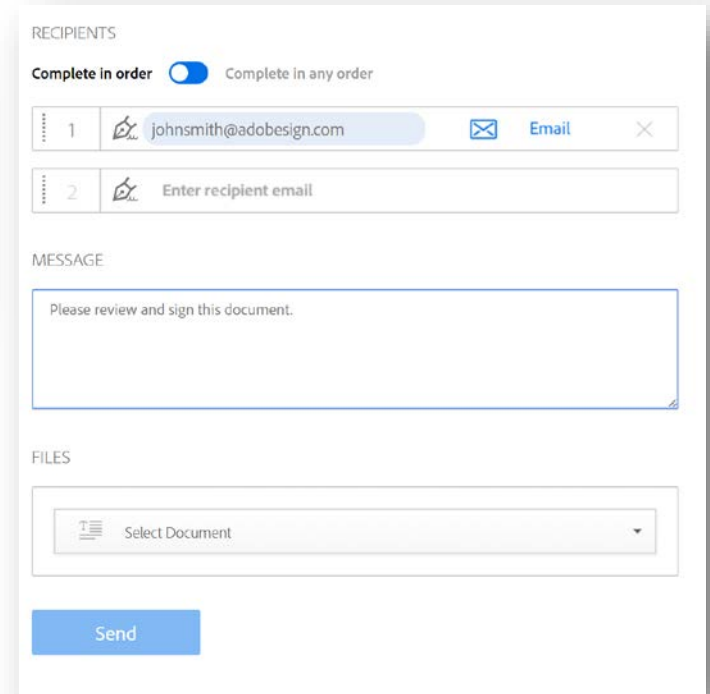 RECIPIENTS
Complete in order Complete in any order
1 johnsmith@adobesign.com Email
2 Enter recipient email
MESSAGE
Please review and sign this document.
FILES
Select Document
Send